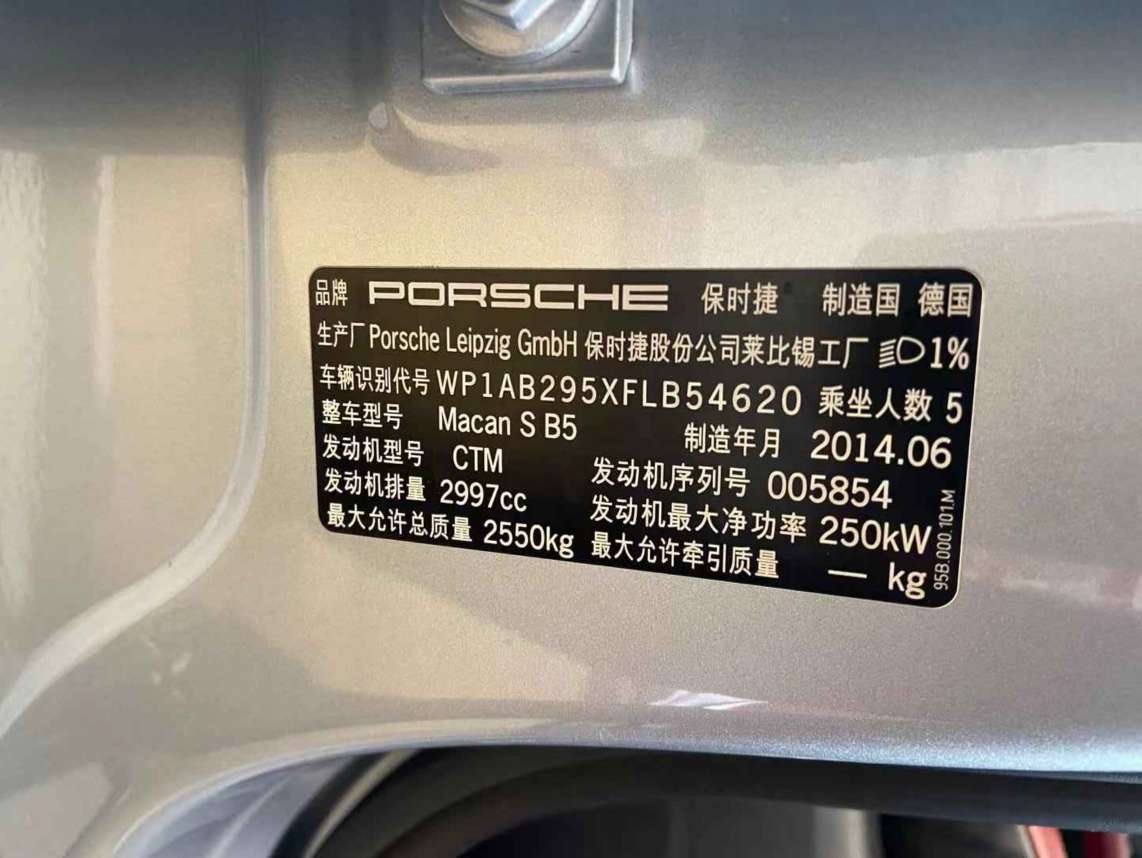 品牌 PORSCHE 保时捷 制造国 德国
生产厂 Porsche Leipzig GmbH 保时捷股份公司莱比锡工厂 1%
车辆识别代号 WP1AB295XFLB54620 乘坐人数 5
整车型号 Macan S B5 制造年月 2014.06
发动机型号 CTM 发动机序列号 005854
发动机排量 2997cc 发动机最大净功率 250kW
最大允许总质量 2550kg 最大允许牵引质量 — kg
95B.000.101.M